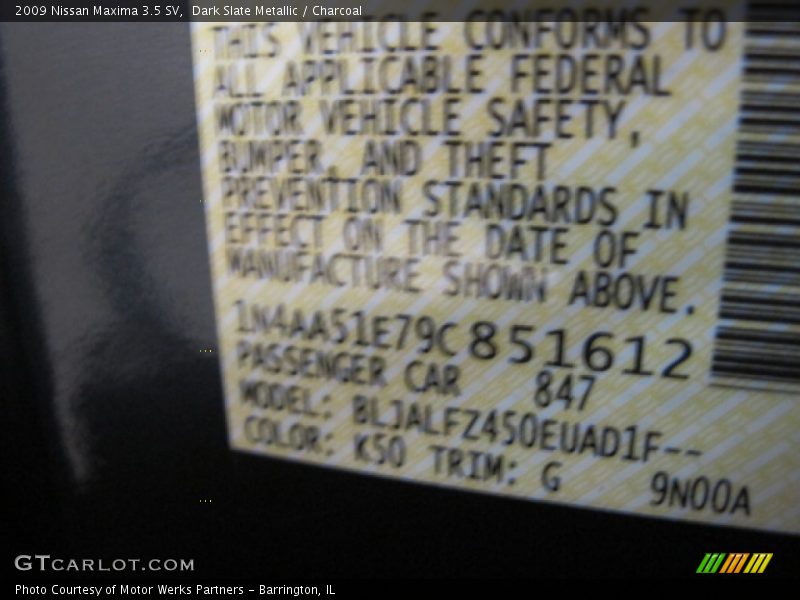 2009 Nissan Maxima 3.5 SV,  Dark Slate Metallic / Charcoal
THIS VEHICLE CONFORMS TO
ALL APPLICABLE FEDERAL
MOTOR VEHICLE SAFETY,
BUMPER, AND THEFT
PREVENTION STANDARDS IN
EFFECT ON THE DATE OF
MANUFACTURE SHOWN ABOVE.
1N4AA51E79C851612
PASSENGER CAR 847
MODEL: BLJALFZ450EUAD1F--
COLOR: K50 TRIM: G 9N00A
GTCARLOT.COM
Photo Courtesy of Motor Werks Partners - Barrington, IL